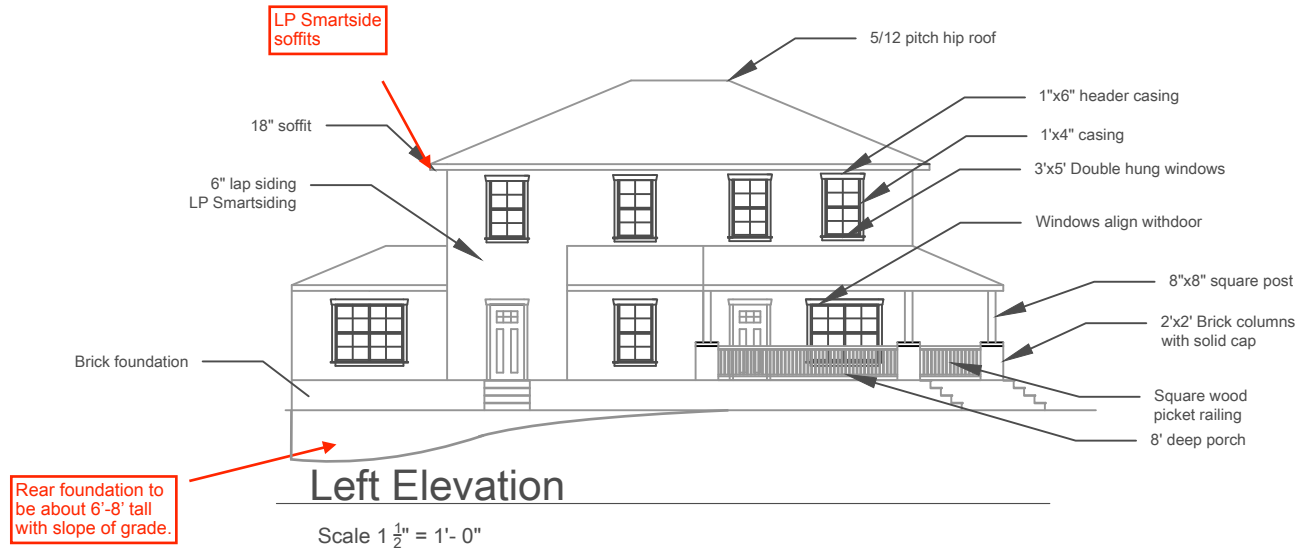 LP Smartside
soffits
5/12 pitch hip roof
1"x6" header casing
18" soffit
1'x4" casing
3'x5' Double hung windows
6" lap siding
LP Smartsiding
Windows align withdoor
8"x8" square post
2'x2' Brick columns
with solid cap
Brick foundation
Square wood
picket railing
8' deep porch
Rear foundation to
be about 6’-8’ tall
with slope of grade.
Left Elevation
Scale 1 1/2" = 1'- 0"